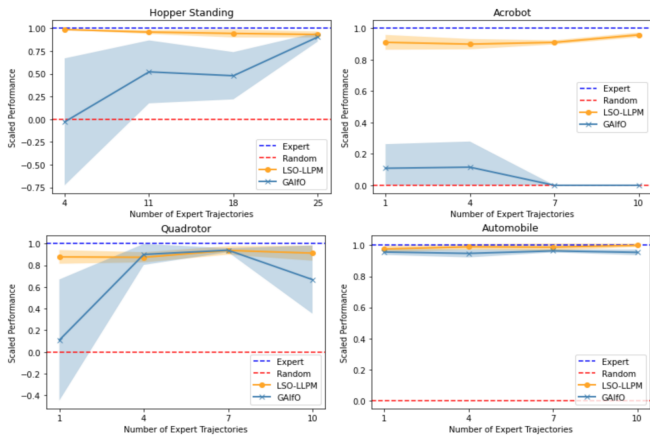 Hopper Standing
Scaled Performance
1.00
0.75
0.50
0.25
0.00
−0.25
−0.50
−0.75
4
11
18
25
Number of Expert Trajectories
Expert
Random
LSO-LLPM
GAIfO
Acrobot
Scaled Performance
1.0
0.8
0.6
0.4
0.2
0.0
1
4
7
10
Number of Expert Trajectories
Expert
Random
LSO-LLPM
GAIfO
Quadrotor
Scaled Performance
1.0
0.8
0.6
0.4
0.2
0.0
−0.2
−0.4
1
4
7
10
Number of Expert Trajectories
Expert
Random
LSO-LLPM
GAIfO
Automobile
Scaled Performance
1.0
0.8
0.6
0.4
0.2
0.0
1
4
7
10
Number of Expert Trajectories
Expert
Random
LSO-LLPM
GAIfO